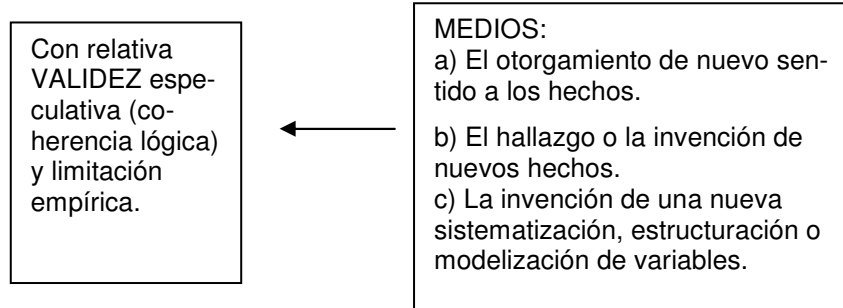 Con relativa
VALIDEZ espe-
culativa (co-
herencia lógica)
y limitación
empírica.
MEDIOS:
a) El otorgamiento de nuevo sen-
tido a los hechos.
b) El hallazgo o la invención de
nuevos hechos.
c) La invención de una nueva
sistematización, estructuración o
modelización de variables.